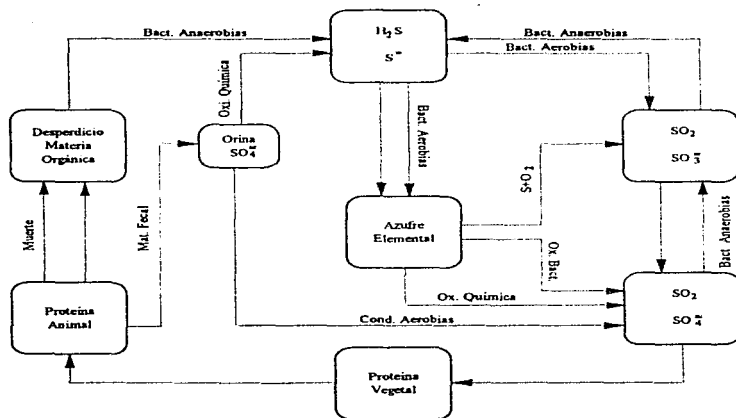 Bact. Anaerobias
H₂S
S⁼
Bact. Anaerobias
Bact. Aerobias
Oxi. Química
Bact. Aerobias
Desperdicio
Materia
Orgánica
Orina
SO₄⁼
SO₂
SO₃⁼
S+O₂
Muerte
Mat. Fecal
Azufre
Elemental
Ox. Bact.
Bact Anaerobias
Ox. Química
SO₂
SO₄⁼
Proteína
Animal
Cond. Aerobias
Proteína
Vegetal